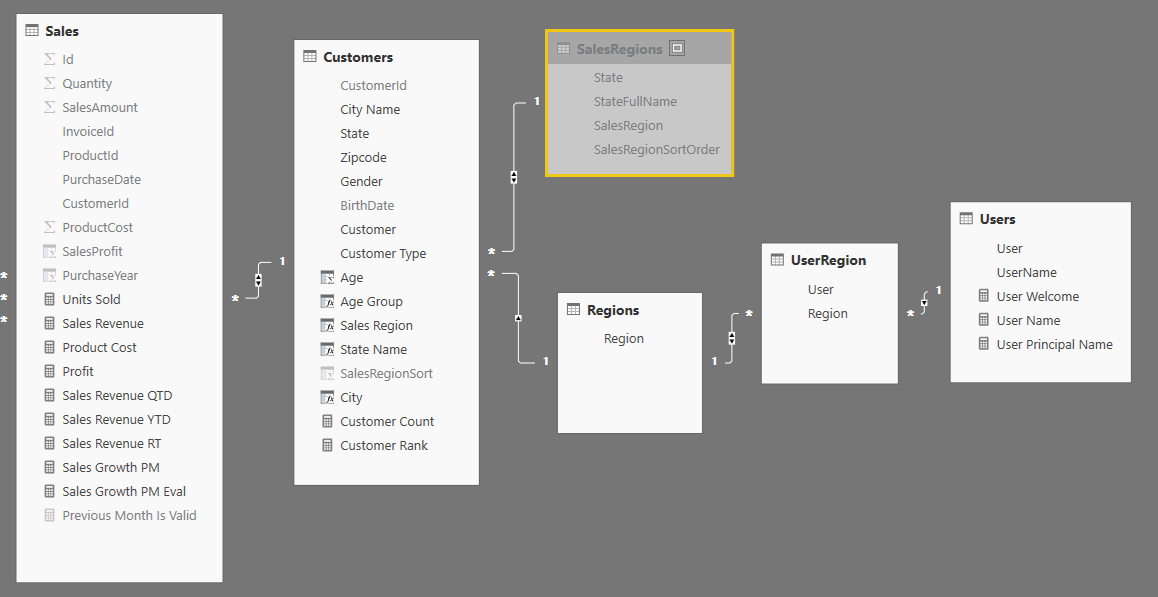 Sales
Id
Quantity
SalesAmount
InvoiceId
ProductId
PurchaseDate
CustomerId
ProductCost
SalesProfit
PurchaseYear
Units Sold
Sales Revenue
Product Cost
Profit
Sales Revenue QTD
Sales Revenue YTD
Sales Revenue RT
Sales Growth PM
Sales Growth PM Eval
Previous Month Is Valid
*
*
*
*
1
Customers
CustomerId
City Name
State
Zipcode
Gender
BirthDate
Customer
Customer Type
Age
Age Group
Sales Region
State Name
SalesRegionSort
City
Customer Count
Customer Rank
*
1
*
1
SalesRegions
State
StateFullName
SalesRegion
SalesRegionSortOrder
Regions
Region
1
*
UserRegion
User
Region
*
1
Users
User
UserName
User Welcome
User Name
User Principal Name